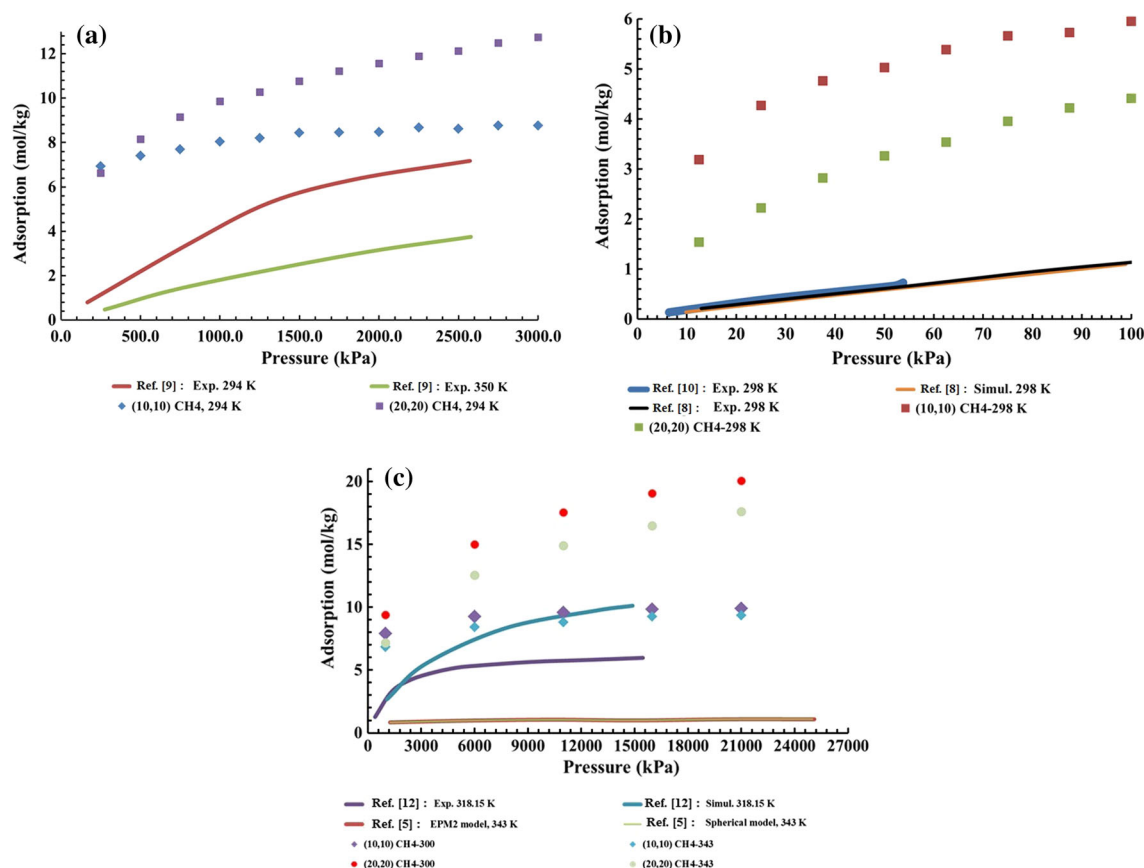 (a)
Adsorption (mol/kg)
12
10
8
6
4
2
0
0.0 500.0 1000.0 1500.0 2000.0 2500.0 3000.0
Pressure (kPa)
Ref. [9] : Exp. 294 K
Ref. [9] : Exp. 350 K
(10,10) CH4, 294 K
(20,20) CH4, 294 K
(b)
Adsorption (mol/kg)
6
5
4
3
2
1
0
0 10 20 30 40 50 60 70 80 90 100
Pressure (kPa)
Ref. [10] : Exp. 298 K
Ref. [8] : Simul. 298 K
Ref. [8] : Exp. 298 K
(10,10) CH4-298 K
(20,20) CH4-298 K
(c)
Adsorption (mol/kg)
20
15
10
5
0
0 3000 6000 9000 12000 15000 18000 21000 24000 27000
Pressure (kPa)
Ref. [12] : Exp. 318.15 K
Ref. [12] : Simul. 318.15 K
Ref. [5] : EPM2 model, 343 K
Ref. [5] : Spherical model, 343 K
(10,10) CH4-300
(10,10) CH4-343
(20,20) CH4-300
(20,20) CH4-343